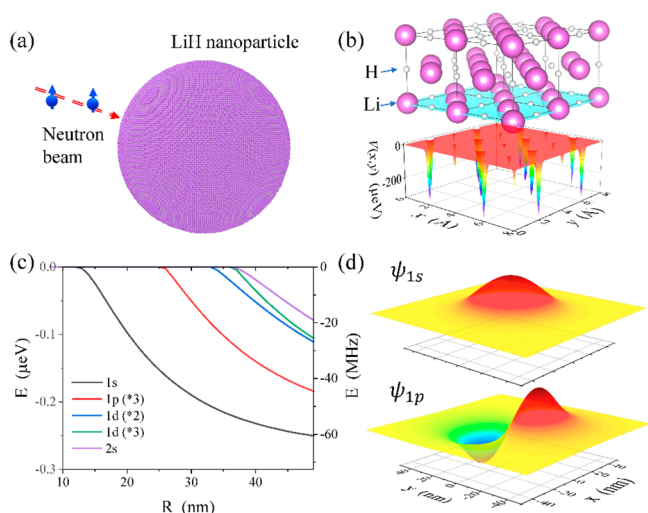 (a)
LiH nanoparticle
Neutron
beam
(b)
H
Li
V(x,y) (μeV)
0
-200
x (Å)
y (Å)
(c)
0.0
-0.1
-0.2
-0.3
E (μeV)
10
20
30
40
R (nm)
0
-20
-40
-60
E (MHz)
1s
1p (*3)
1d (*2)
1d (*3)
2s
(d)
ψ1s
ψ1p
y (nm)
x (nm)